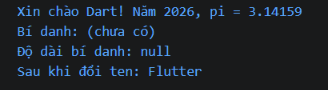 Xin chào Dart! Năm 2026, pi = 3.14159
Bí danh: (chưa có)
Độ dài bí danh: null
Sau khi đổi ten: Flutter